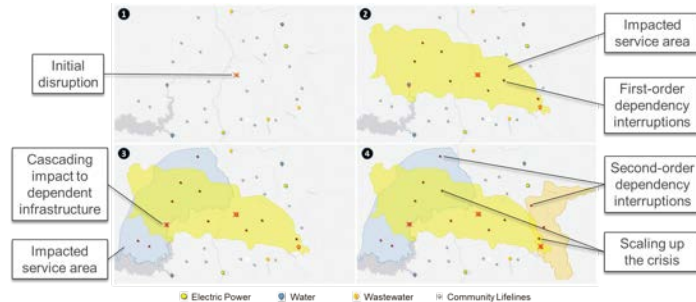 1
2
Initial
disruption
Impacted
service area
First-order
dependency
interruptions
3
4
Cascading
impact to
dependent
infrastructure
Impacted
service area
Second-order
dependency
interruptions
Scaling up
the crisis
Electric Power Water Wastewater Community Lifelines